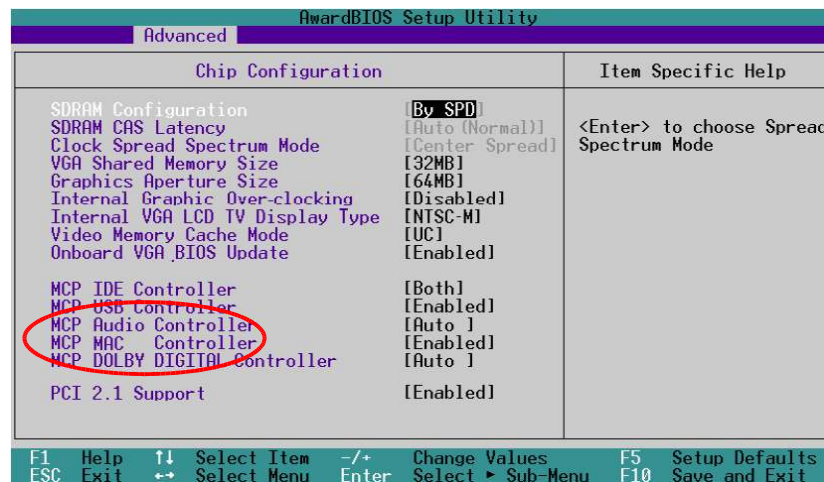 AwardBIOS Setup Utility
Advanced
Chip Configuration
Item Specific Help
SDRAM Configuration [By SPD]
SDRAM CAS Latency [Auto(Normal)]
Clock Spread Spectrum Mode [Center Spread]
VGA Shared Memory Size [32MB]
Graphics Aperture Size [64MB]
Internal Graphic Over-clocking [Disabled]
Internal VGA LCD TV Display Type [NTSC-M]
Video Memory Cache Mode [UC]
Onboard VGA BIOS Update [Enabled]
MCP IDE Controller [Both]
MCP USB Controller [Enabled]
MCP Audio Controller [Auto ]
MCP MAC Controller [Enabled]
MCP DOLBY DIGITAL Controller [Auto ]
PCI 2.1 Support [Enabled]
<Enter> to choose Spread
Spectrum Mode
F1 Help ↑↓ Select Item -/+ Change Values F5 Setup Defaults
ESC Exit ←→ Select Menu Enter Select ► Sub-Menu F10 Save and Exit